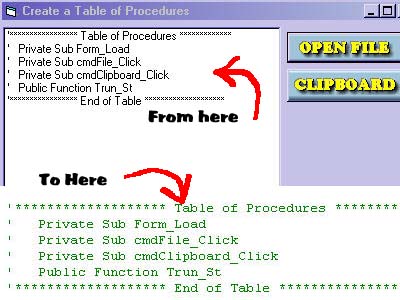 Create a Table of Procedures
'****************** Table of Procedures **************
' Private Sub Form_Load
' Private Sub cmdFile_Click
' Private Sub cmdClipboard_Click
' Public Function Trun_St
'****************** End of Table ********************
OPEN FILE
CLIPBOARD
From here
To Here
'******************* Table of Procedures ********
'   Private Sub Form_Load
'   Private Sub cmdFile_Click
'   Private Sub cmdClipboard_Click
'   Public Function Trun_St
'******************* End of Table ***************